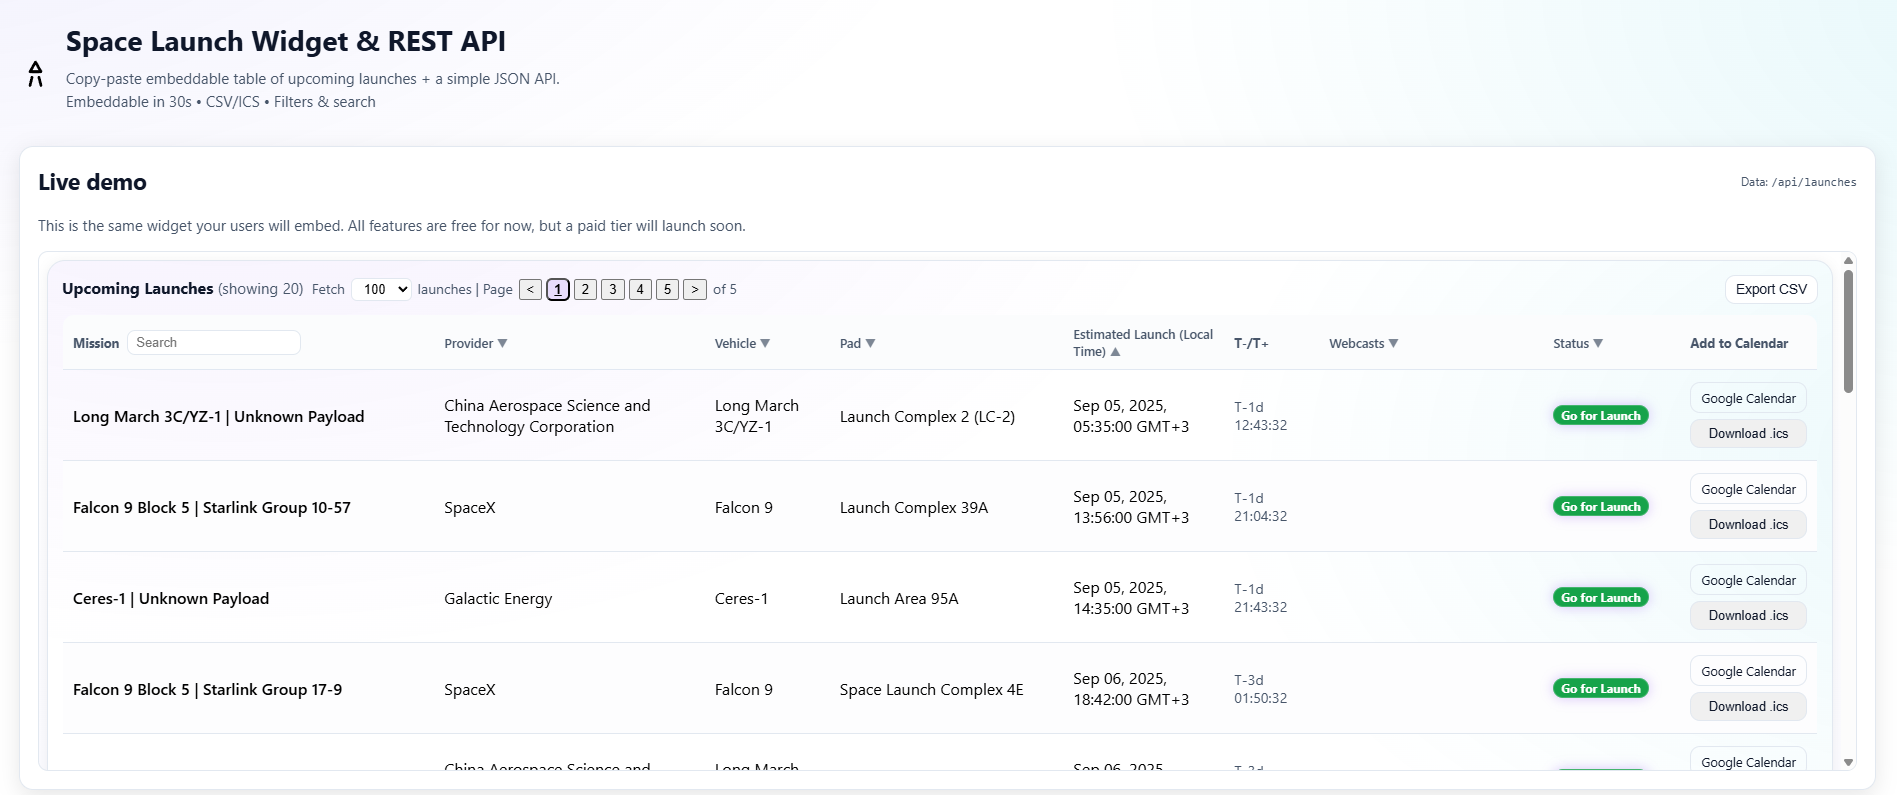 Space Launch Widget & REST API
Copy-paste embeddable table of upcoming launches + a simple JSON API.
Embeddable in 30s • CSV/ICS • Filters & search
Live demo
Data: /api/launches
This is the same widget your users will embed. All features are free for now, but a paid tier will launch soon.
Upcoming Launches (showing 20) Fetch 100 launches | Page < 1 2 3 4 5 > of 5
Export CSV
Mission Search Provider ▼ Vehicle ▼ Pad ▼ Estimated Launch (Local Time) ▲ T-/T+ Webcasts ▼ Status ▼ Add to Calendar
Long March 3C/YZ-1 | Unknown Payload
China Aerospace Science and
Technology Corporation
Long March
3C/YZ-1
Launch Complex 2 (LC-2)
Sep 05, 2025,
05:35:00 GMT+3
T-1d
12:43:32
Go for Launch
Google Calendar
Download .ics
Falcon 9 Block 5 | Starlink Group 10-57
SpaceX
Falcon 9
Launch Complex 39A
Sep 05, 2025,
13:56:00 GMT+3
T-1d
21:04:32
Go for Launch
Google Calendar
Download .ics
Ceres-1 | Unknown Payload
Galactic Energy
Ceres-1
Launch Area 95A
Sep 05, 2025,
14:35:00 GMT+3
T-1d
21:43:32
Go for Launch
Google Calendar
Download .ics
Falcon 9 Block 5 | Starlink Group 17-9
SpaceX
Falcon 9
Space Launch Complex 4E
Sep 06, 2025,
18:42:00 GMT+3
T-3d
01:50:32
Go for Launch
Google Calendar
Download .ics
China Aerospace Science and
Long March
Sep 06, 2025,
Google Calendar